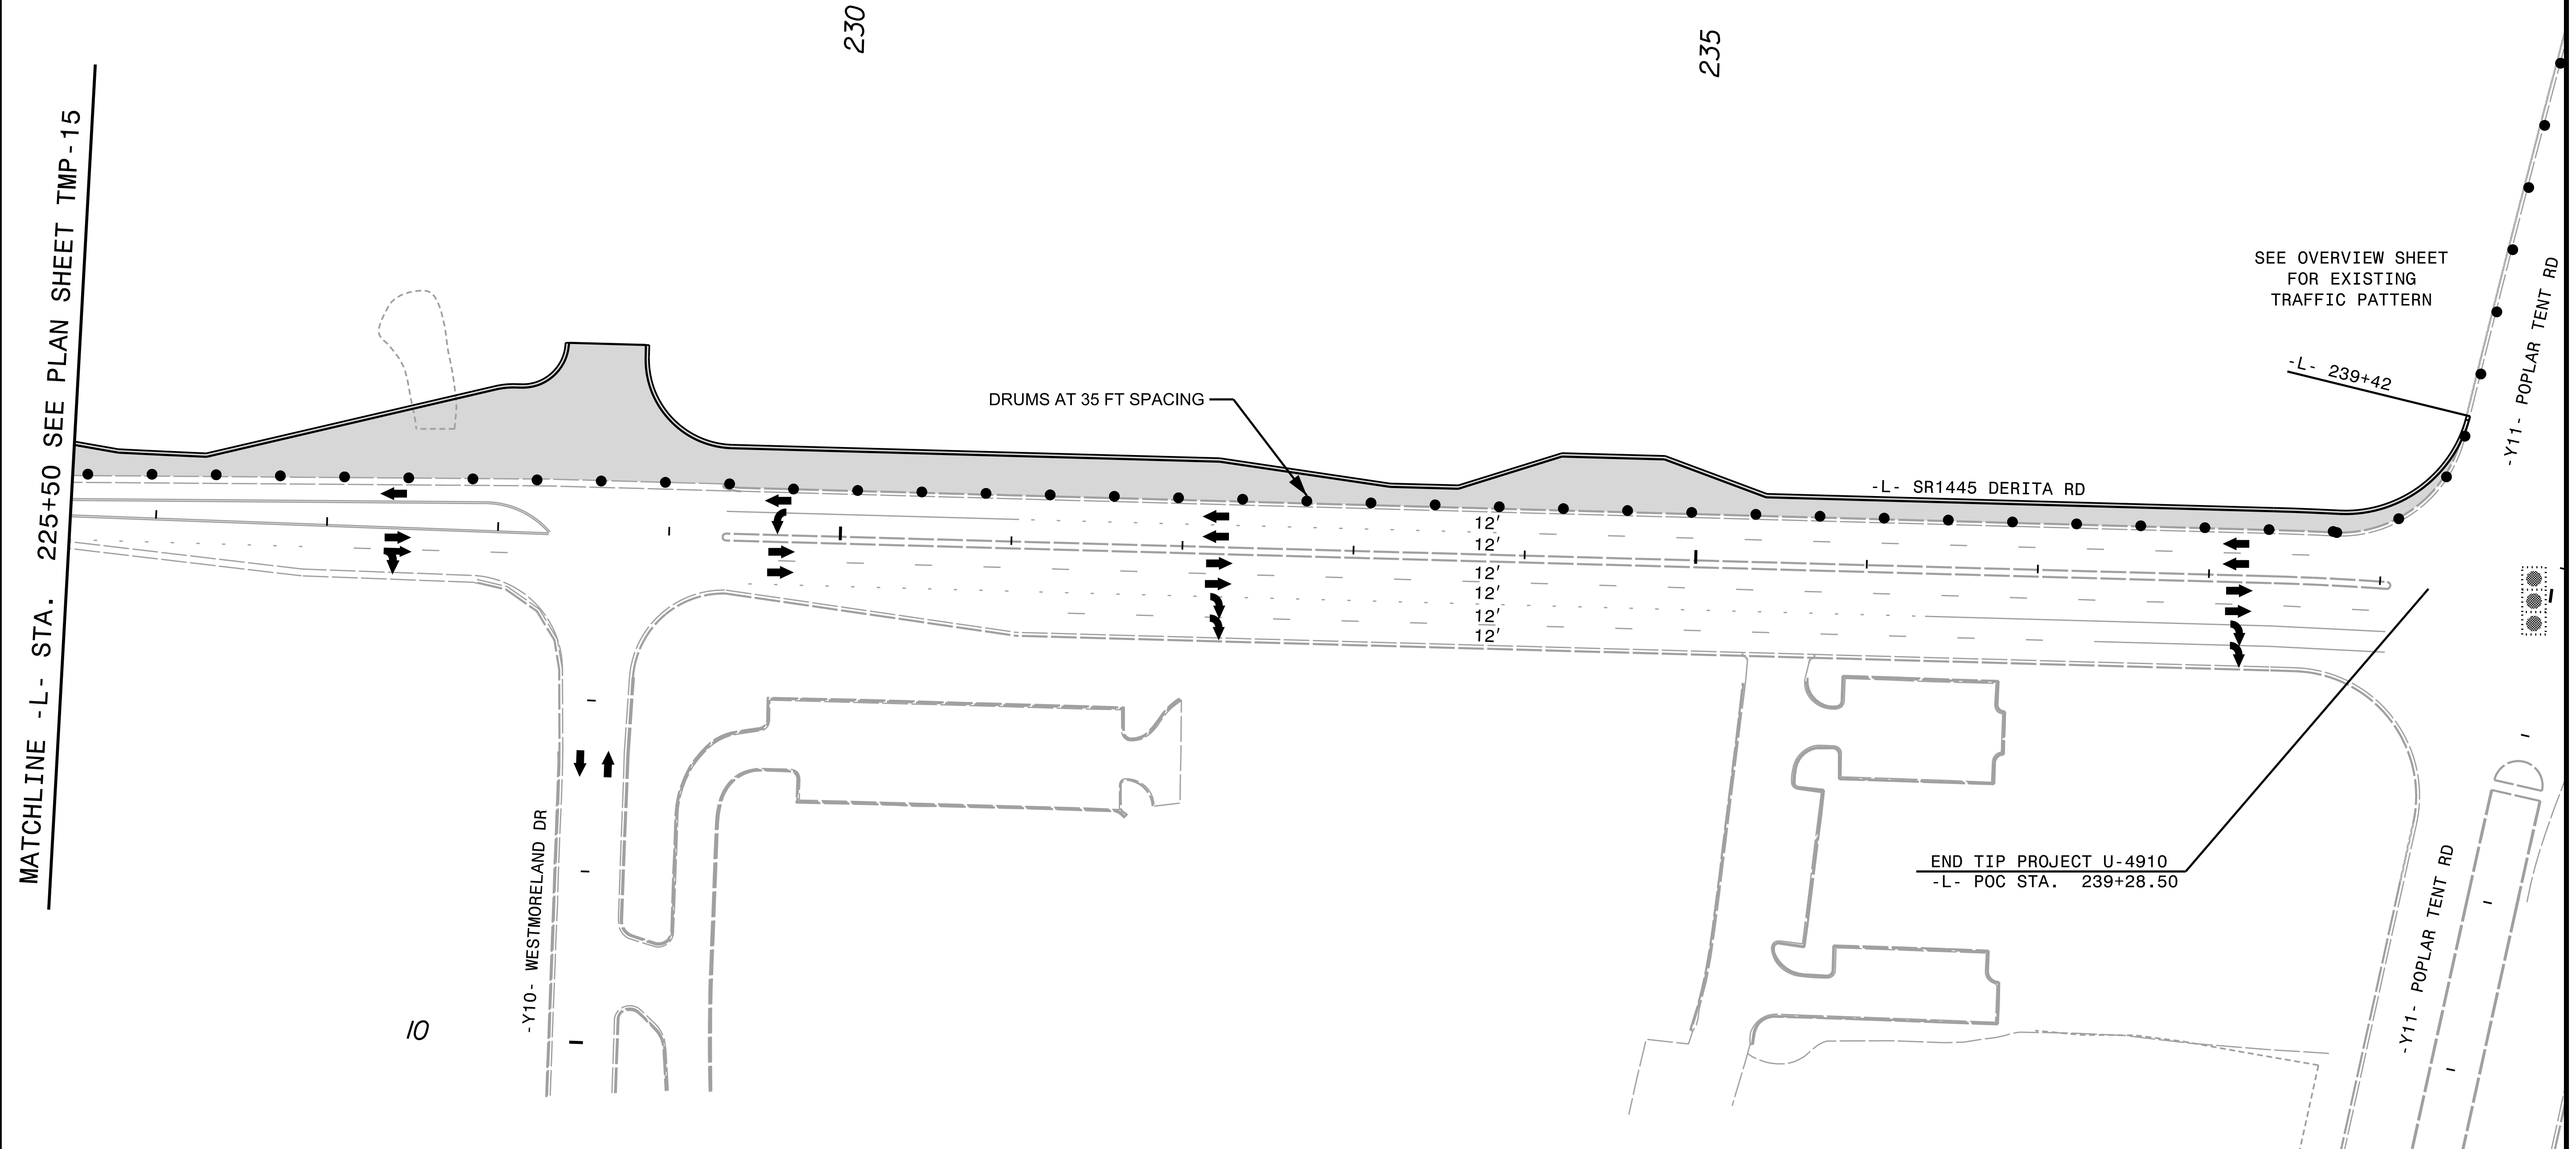 230
235
MATCHLINE -L- STA. 225+50 SEE PLAN SHEET TMP-15
SEE OVERVIEW SHEET
FOR EXISTING
TRAFFIC PATTERN
-L- 239+42
-Y11- POPLAR TENT RD
DRUMS AT 35 FT SPACING
-L- SR1445 DERITA RD
12'
12'
12'
12'
12'
12'
END TIP PROJECT U-4910
-L- POC STA. 239+28.50
-Y10- WESTMORELAND DR
-Y11- POPLAR TENT RD
10